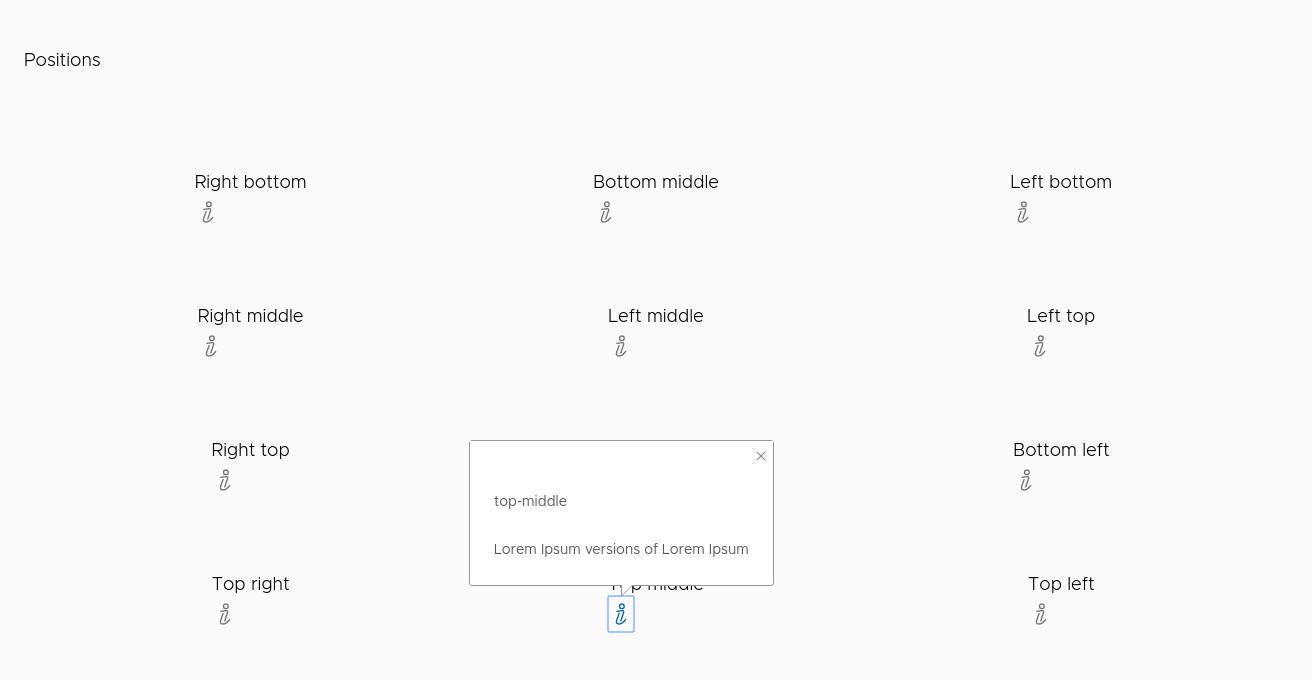 Positions
Right bottom
Bottom middle
Left bottom
Right middle
Left middle
Left top
Right top
Bottom left
top-middle
Lorem Ipsum versions of Lorem Ipsum
Top right
Top middle
Top left